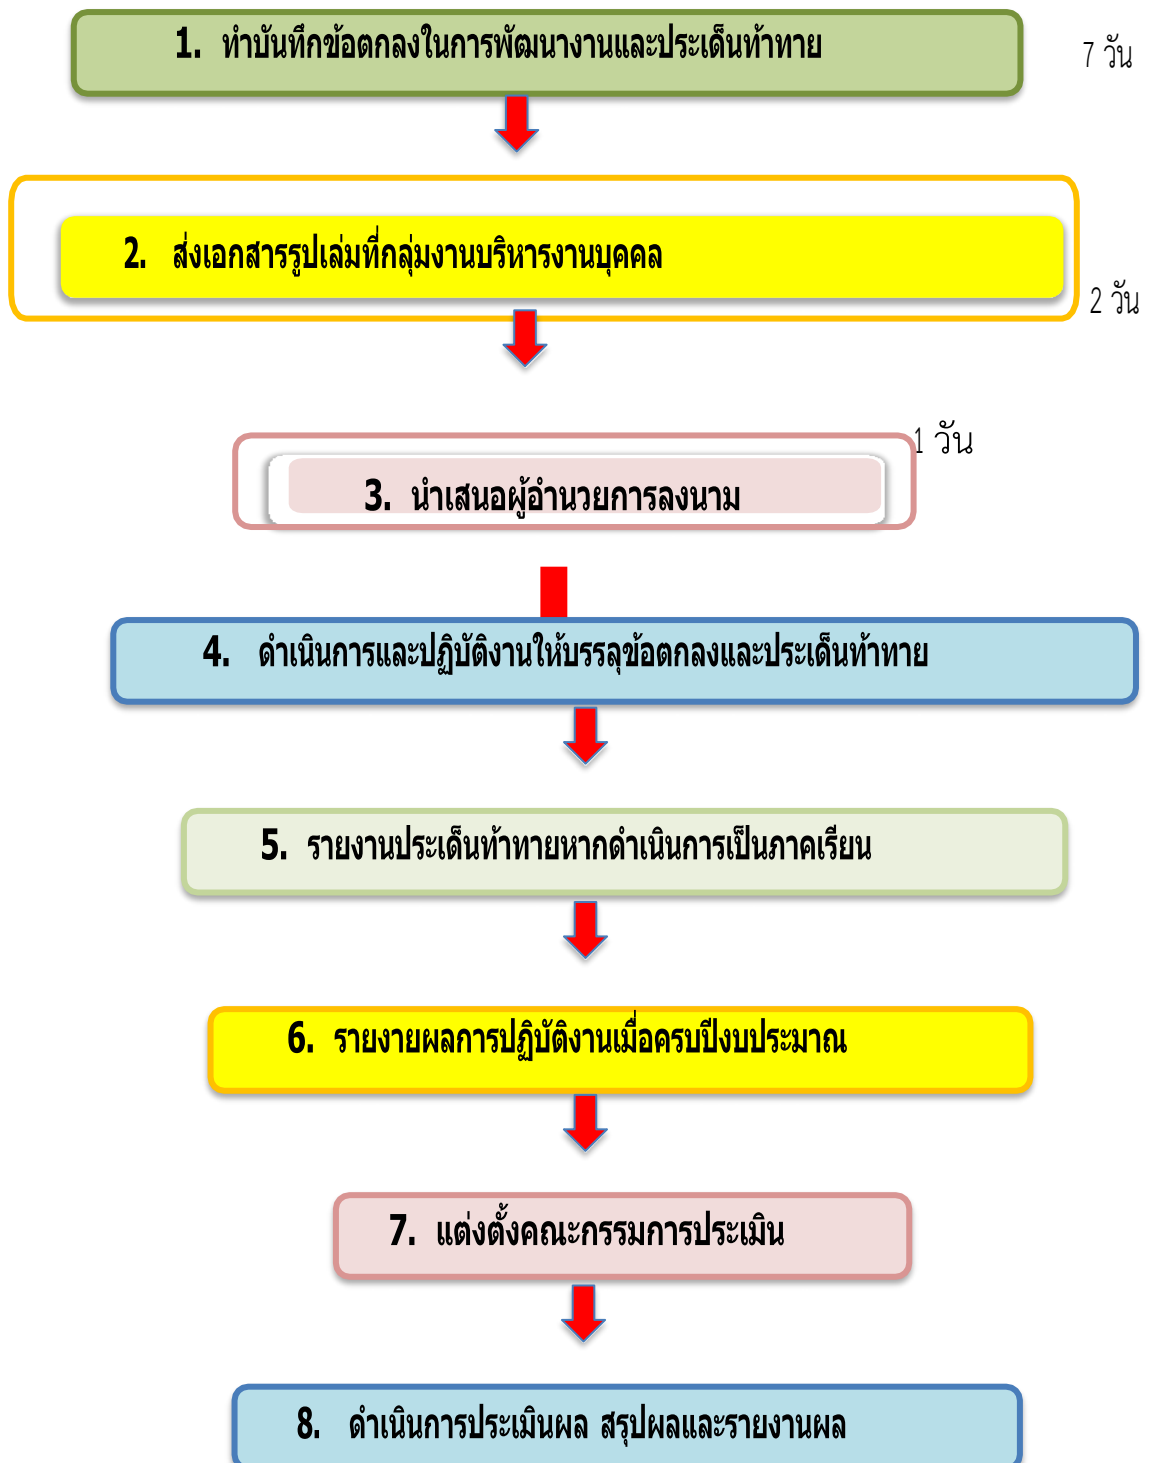 1. ทำบันทึกข้อตกลงในการพัฒนางานและประเด็นท้าทาย
7 วัน
2. ส่งเอกสารรูปเล่มที่กลุ่มงานบริหารงานบุคคล
2 วัน
1 วัน
3. นำเสนอผู้อำนวยการลงนาม
4. ดำเนินการและปฏิบัติงานให้บรรลุข้อตกลงและประเด็นท้าทาย
5. รายงานประเด็นท้าทายหากดำเนินการเป็นภาคเรียน
6. รายงายผลการปฏิบัติงานเมื่อครบปีงบประมาณ
7. แต่งตั้งคณะกรรมการประเมิน
8. ดำเนินการประเมินผล สรุปผลและรายงานผล